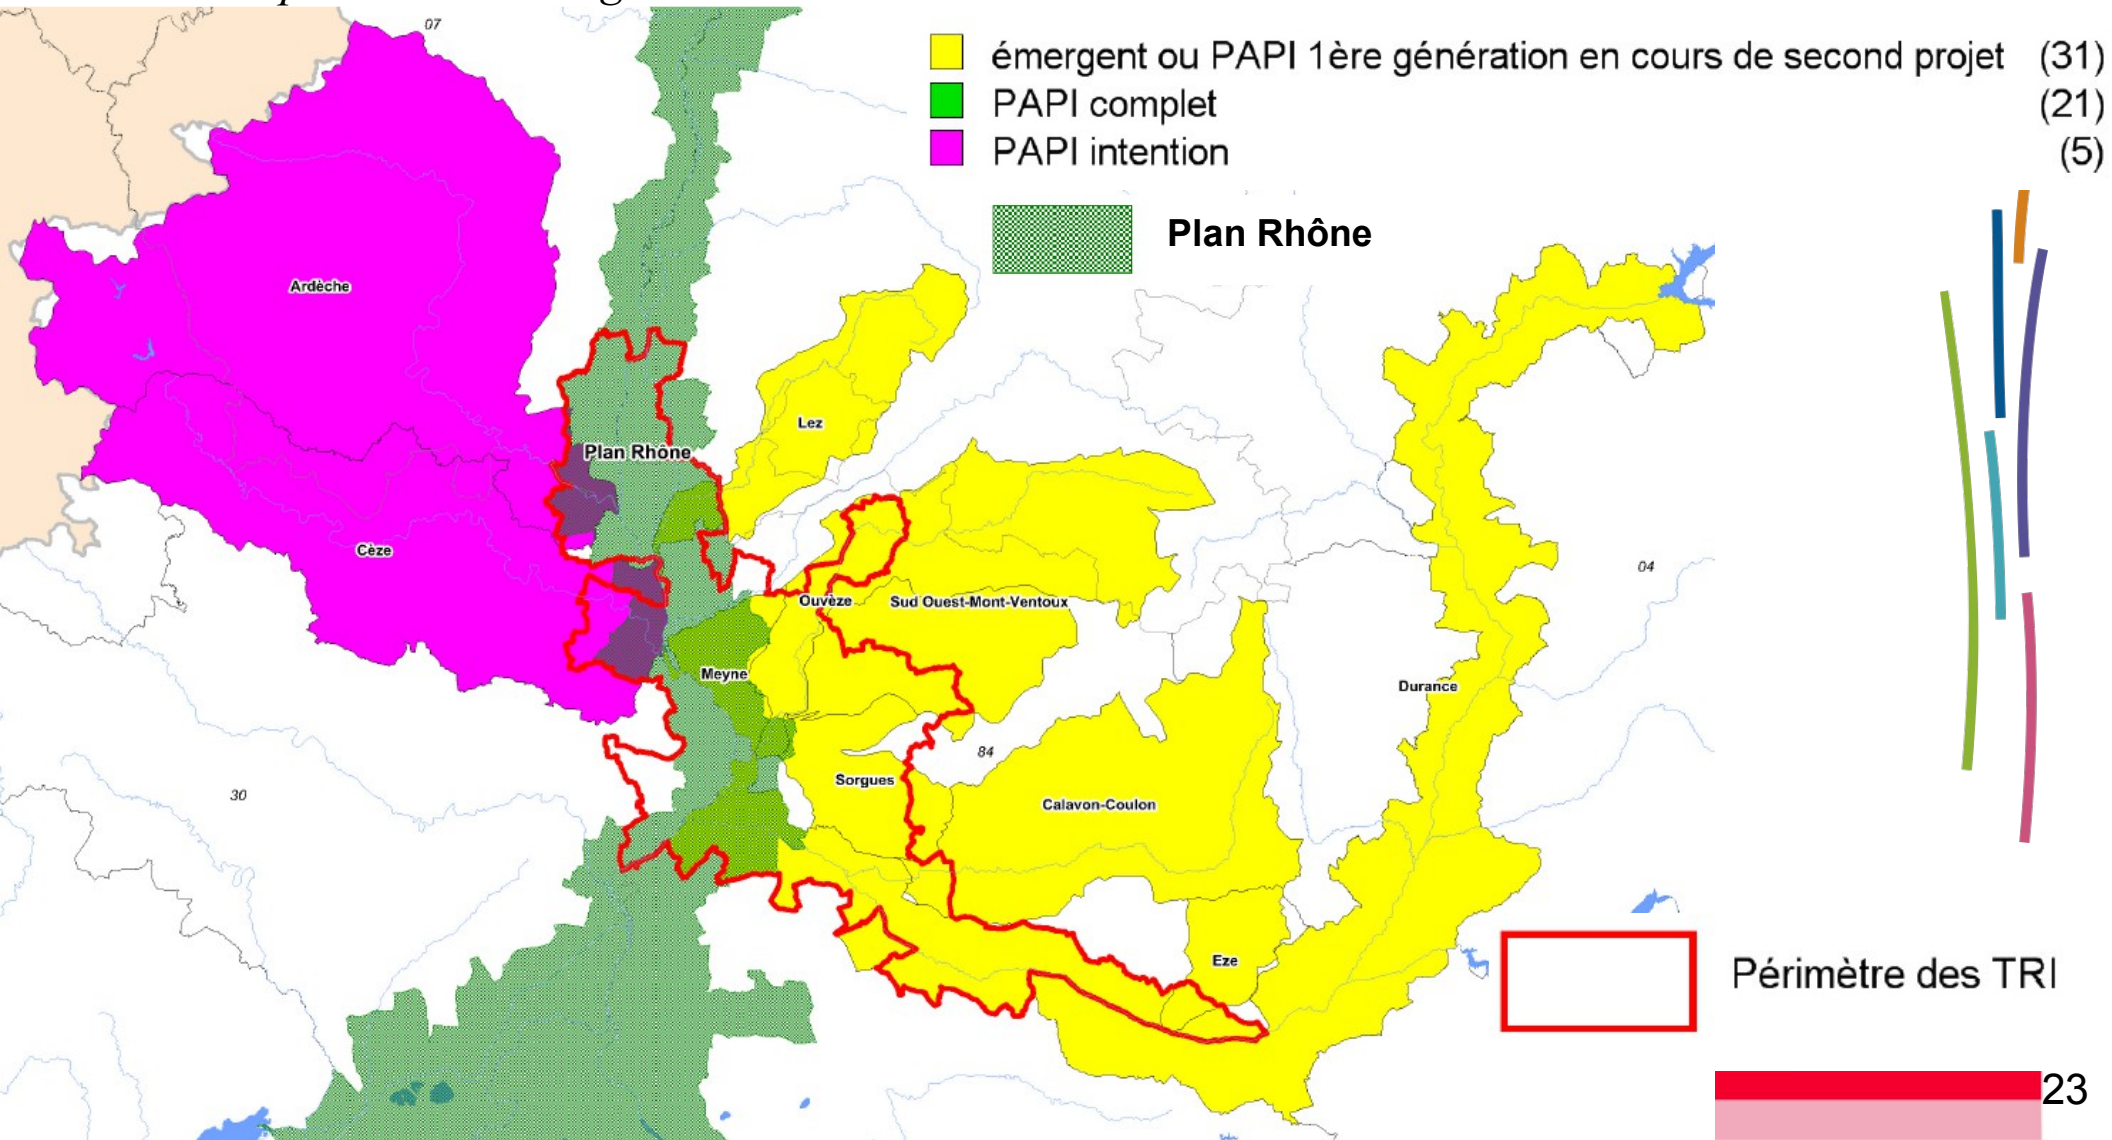 07
émergent ou PAPI 1ère génération en cours de second projet (31)
PAPI complet (21)
PAPI intention (5)
Plan Rhône
Ardèche
Lez
Plan Rhône
Cèze
04
Ouvèze
Sud Ouest-Mont-Ventoux
Meyne
Durance
84
Sorgues
30
Calavon-Coulon
Eze
Périmètre des TRI
23